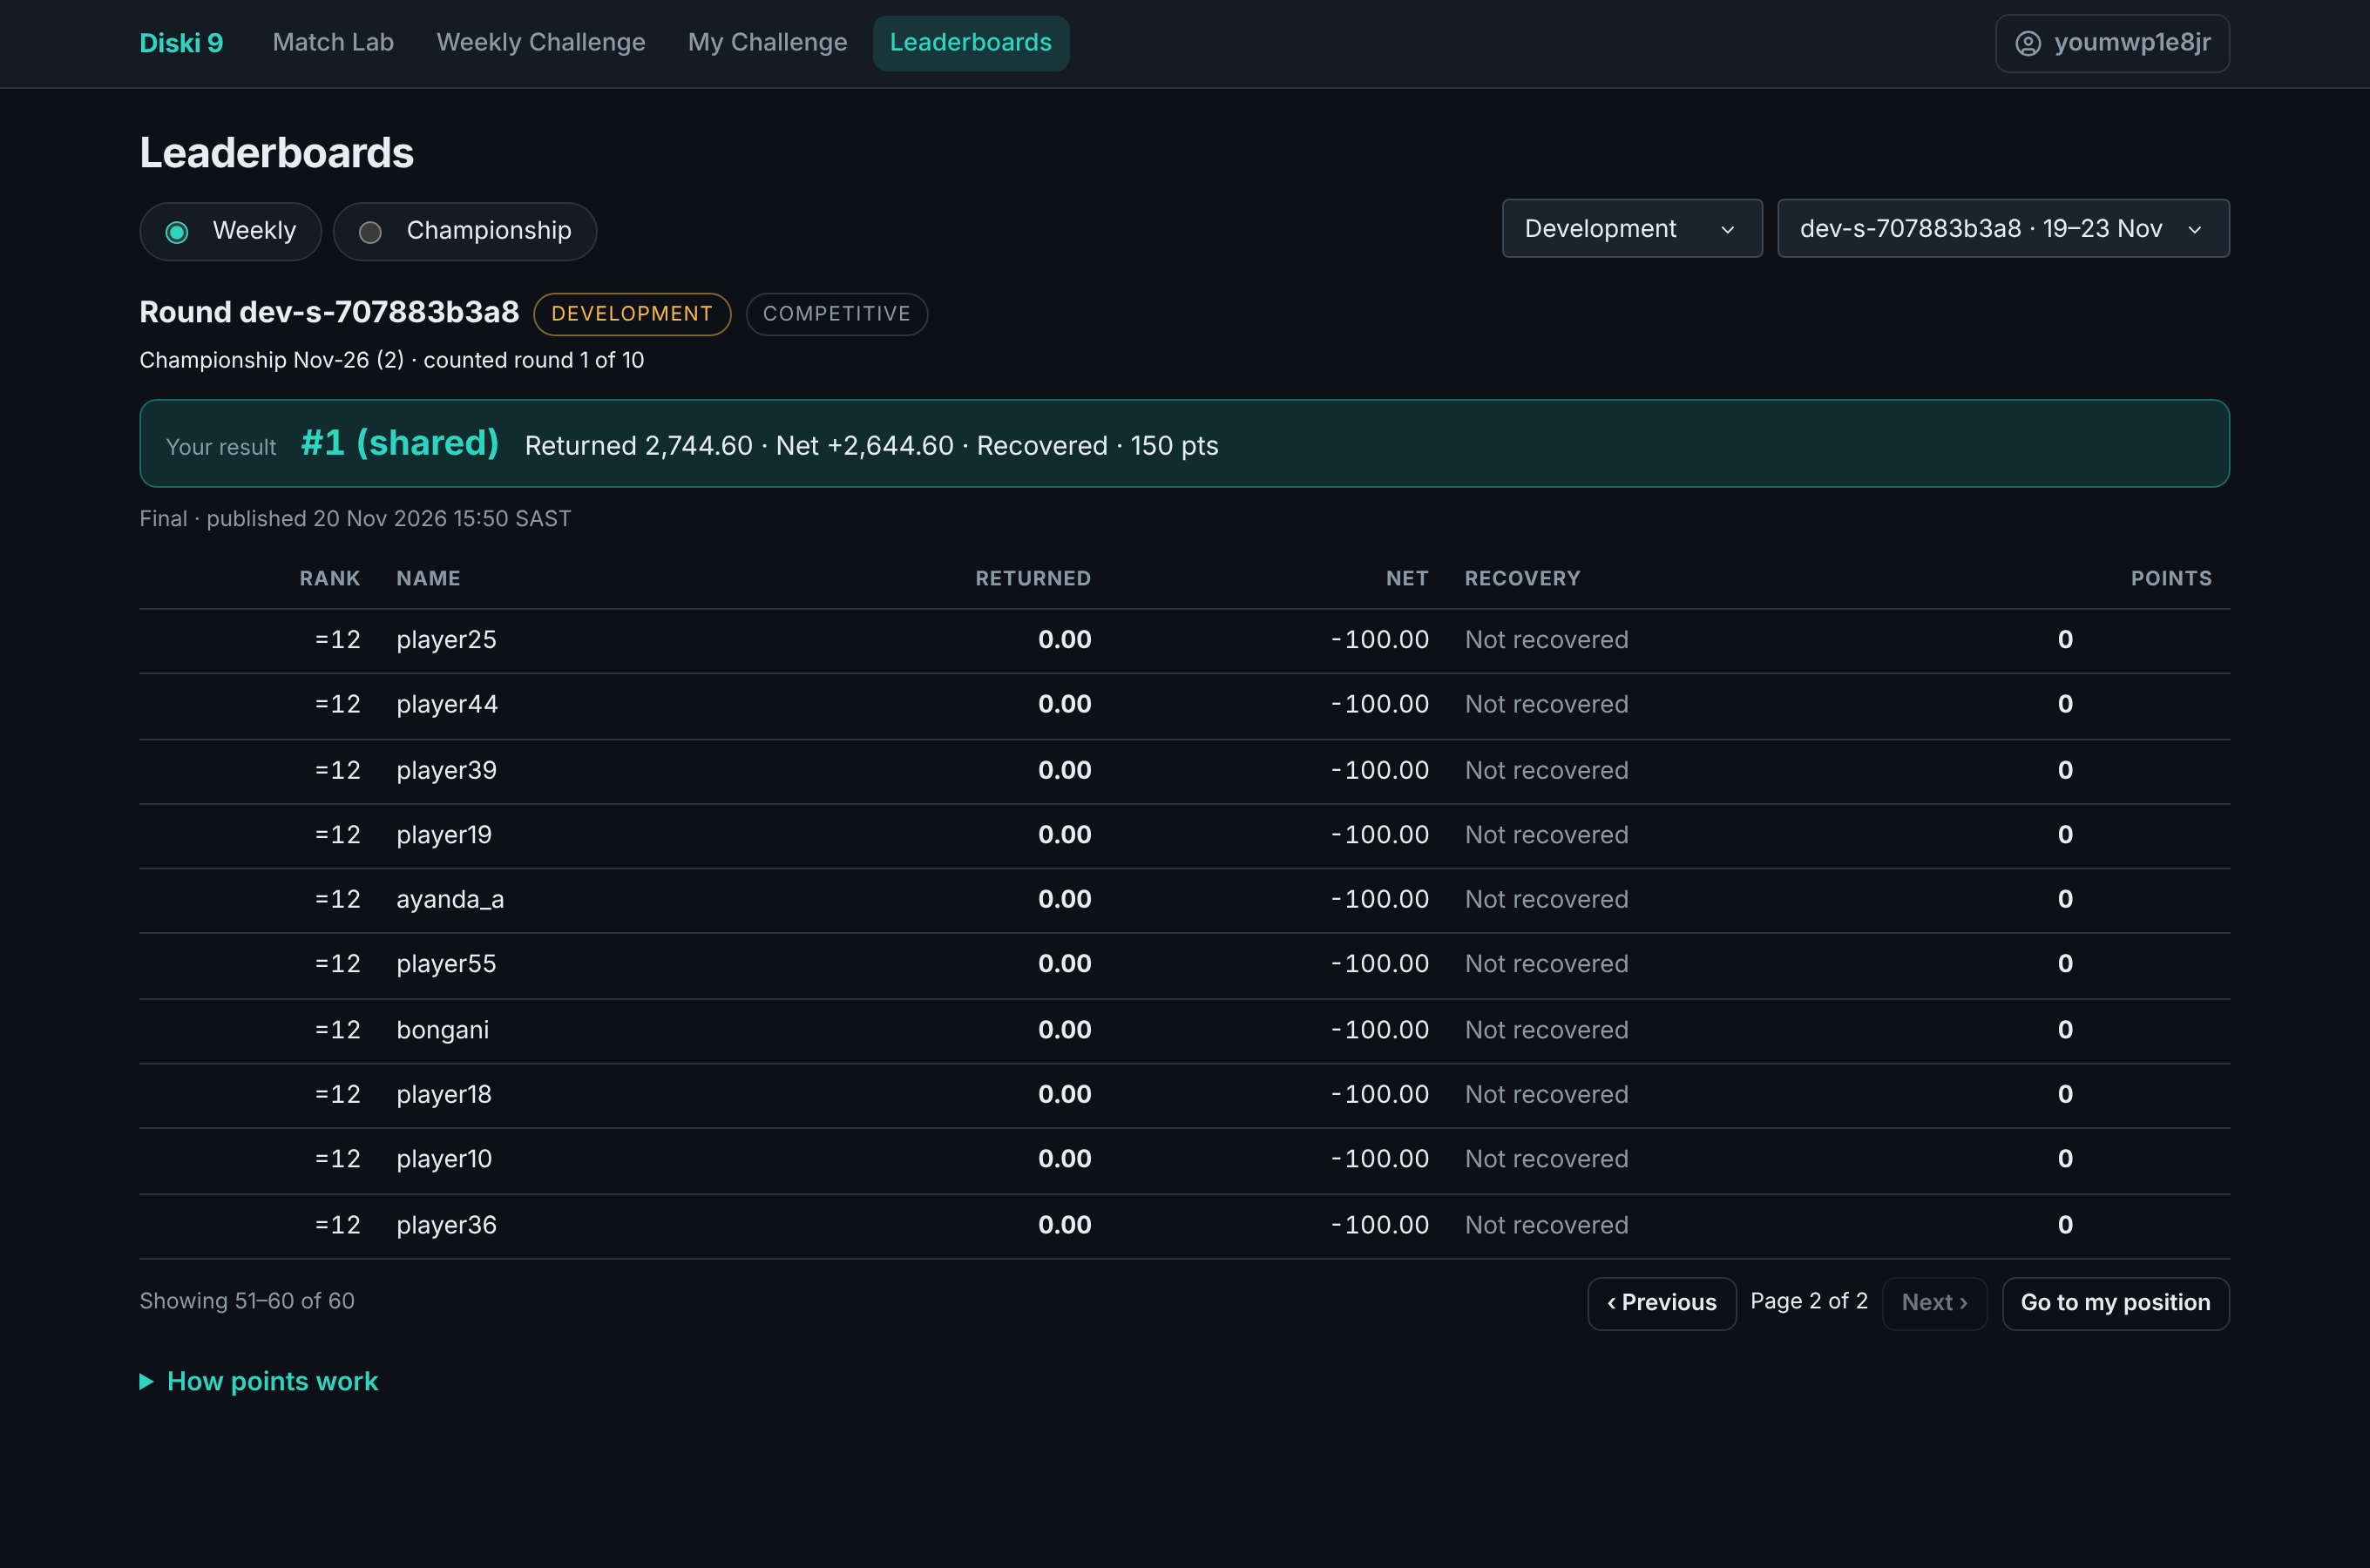 Diski 9 Match Lab Weekly Challenge My Challenge Leaderboards youmwp1e8jr
Leaderboards
Weekly Championship Development dev-s-707883b3a8 · 19–23 Nov
Round dev-s-707883b3a8 DEVELOPMENT COMPETITIVE
Championship Nov-26 (2) · counted round 1 of 10
Your result #1 (shared) Returned 2,744.60 · Net +2,644.60 · Recovered · 150 pts
Final · published 20 Nov 2026 15:50 SAST
RANK NAME RETURNED NET RECOVERY POINTS
=12 player25 0.00 -100.00 Not recovered 0
=12 player44 0.00 -100.00 Not recovered 0
=12 player39 0.00 -100.00 Not recovered 0
=12 player19 0.00 -100.00 Not recovered 0
=12 ayanda_a 0.00 -100.00 Not recovered 0
=12 player55 0.00 -100.00 Not recovered 0
=12 bongani 0.00 -100.00 Not recovered 0
=12 player18 0.00 -100.00 Not recovered 0
=12 player10 0.00 -100.00 Not recovered 0
=12 player36 0.00 -100.00 Not recovered 0
Showing 51–60 of 60 ‹ Previous Page 2 of 2 Next › Go to my position
▶ How points work